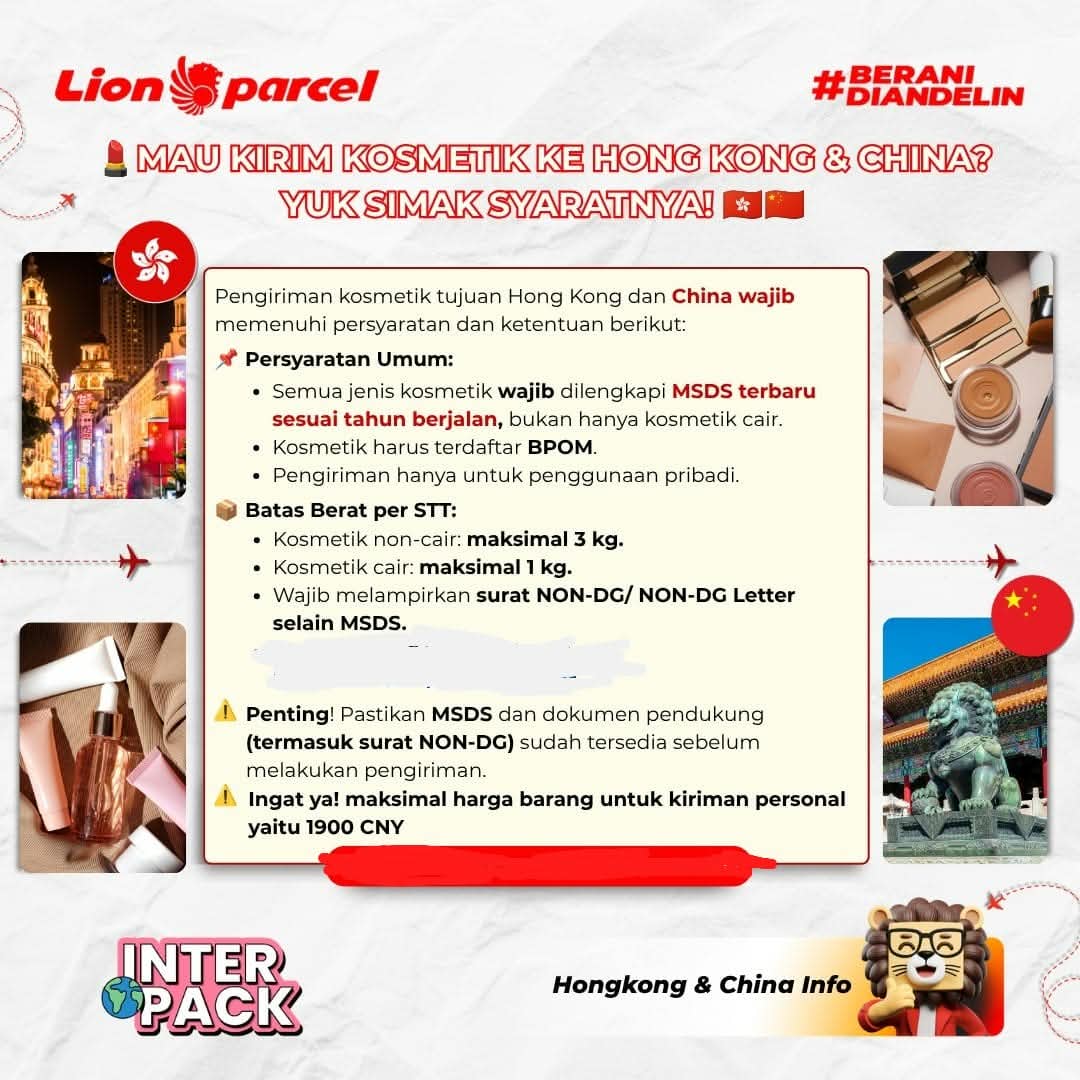 Lion parcel
#BERANI
DIANDELIN
💄 MAU KIRIM KOSMETIK KE HONG KONG & CHINA?
YUK SIMAK SYARATNYA! 🇭🇰🇨🇳
Pengiriman kosmetik tujuan Hong Kong dan China wajib
memenuhi persyaratan dan ketentuan berikut:
📌 Persyaratan Umum:
• Semua jenis kosmetik wajib dilengkapi MSDS terbaru
sesuai tahun berjalan, bukan hanya kosmetik cair.
• Kosmetik harus terdaftar BPOM.
• Pengiriman hanya untuk penggunaan pribadi.
📦 Batas Berat per STT:
• Kosmetik non-cair: maksimal 3 kg.
• Kosmetik cair: maksimal 1 kg.
• Wajib melampirkan surat NON-DG/ NON-DG Letter
selain MSDS.
⚠️ Penting! Pastikan MSDS dan dokumen pendukung
(termasuk surat NON-DG) sudah tersedia sebelum
melakukan pengiriman.
⚠️ Ingat ya! maksimal harga barang untuk kiriman personal
yaitu 1900 CNY
INTER
PACK
Hongkong & China Info